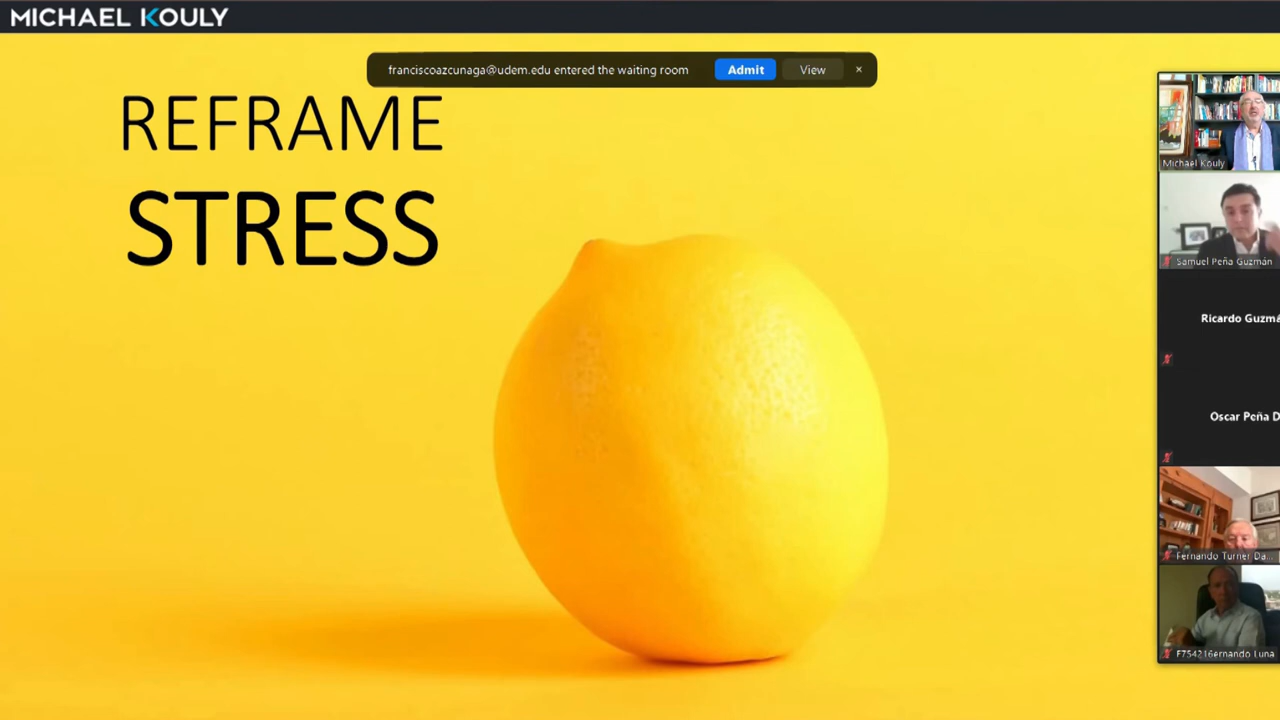 MICHAEL KOULY
franciscoazcunaga@udem.edu entered the waiting room
Admit
View
×
REFRAME
STRESS
Michael Kouly
Samuel Peña Guzmán
Ricardo Guzmá
Oscar Peña D
Fernando Turner Da...
F754216ernando Luna